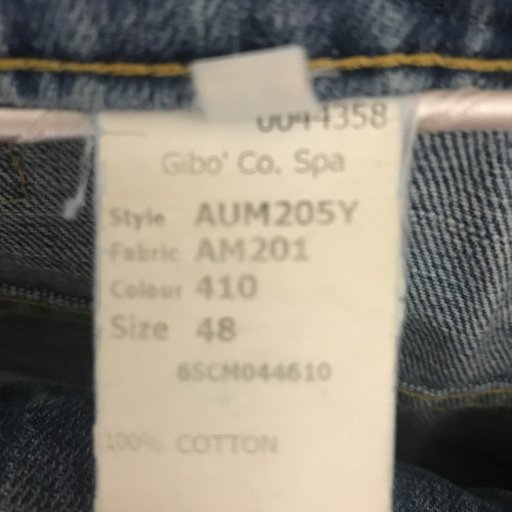 0044358
Gibo' Co. Spa
Style AUM205Y
Fabric AM201
Colour 410
Size 48
65CM044610
100% COTTON